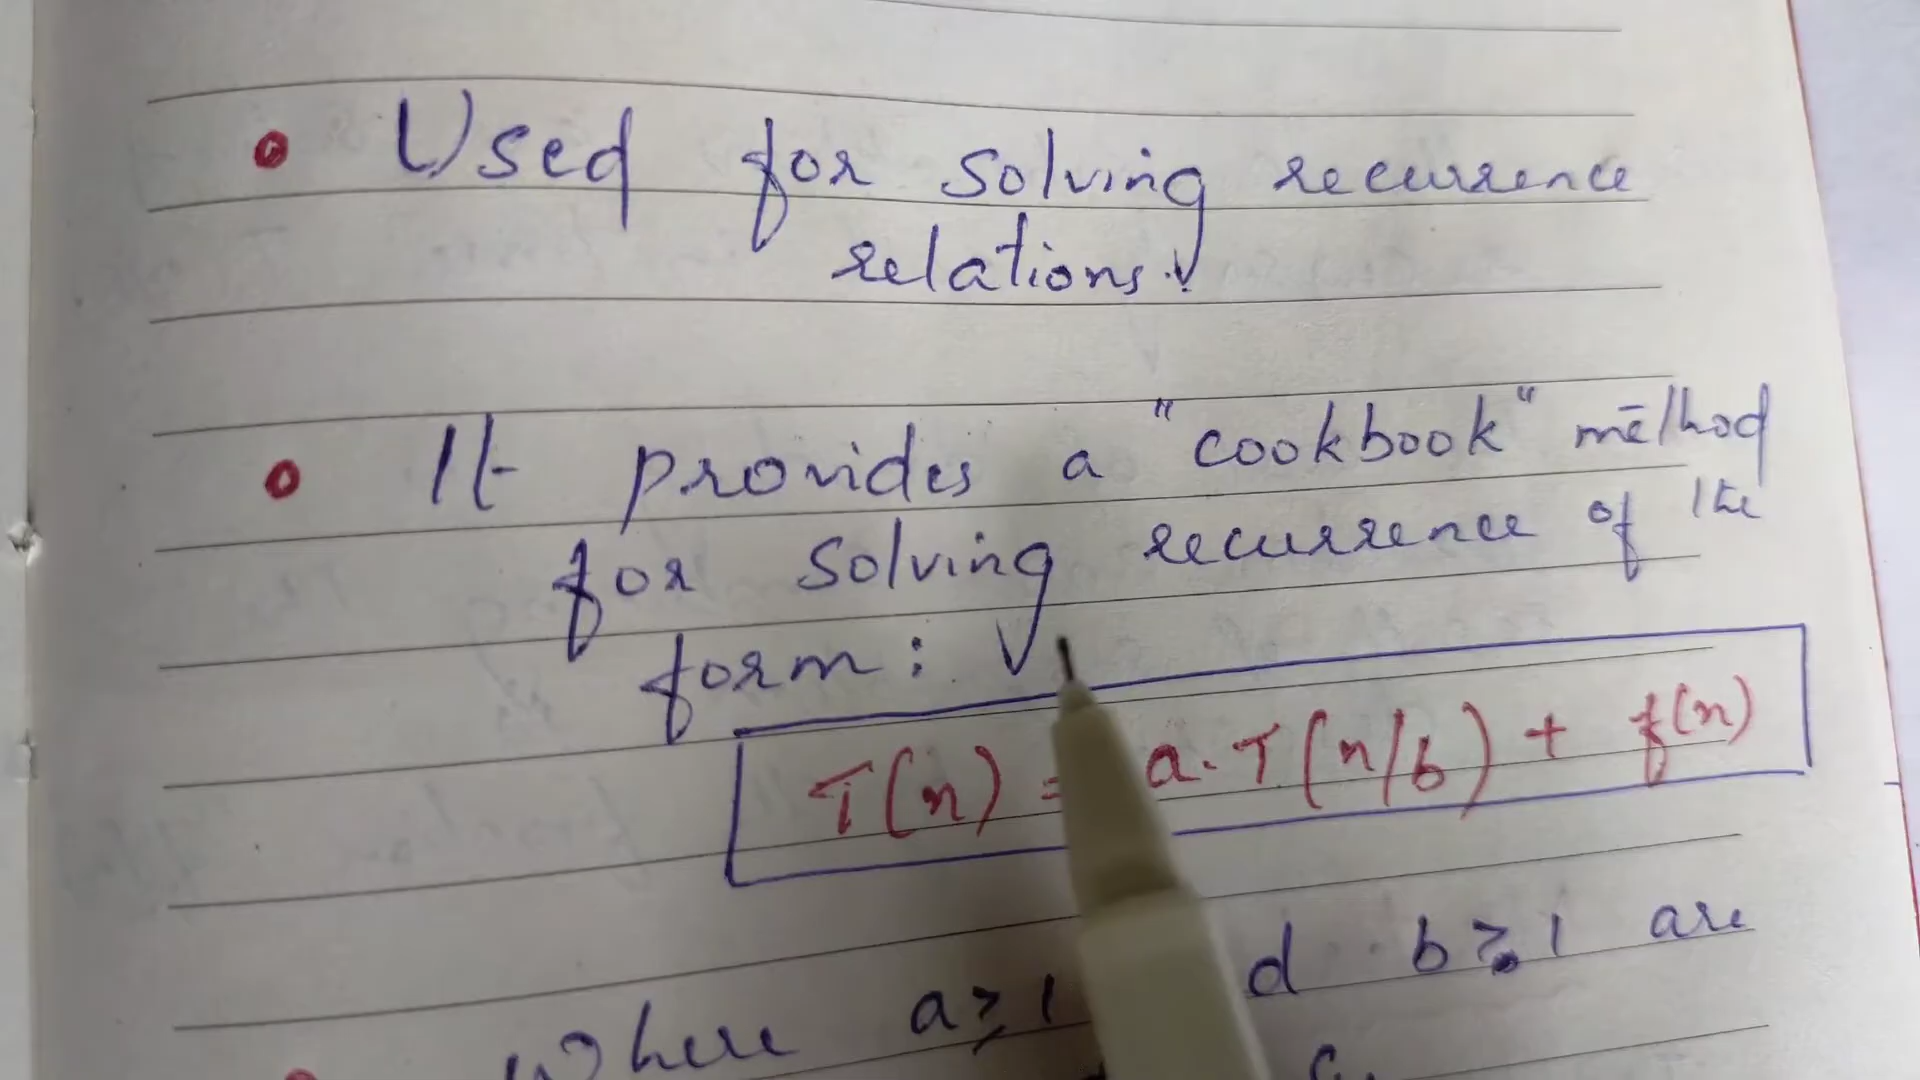 Used for solving recurrence
relations.
It provides a "cookbook" method
for solving recurrence of the
form:
T(n) = a.T(n/b) + f(n)
Where a≥1 d b≥1 are